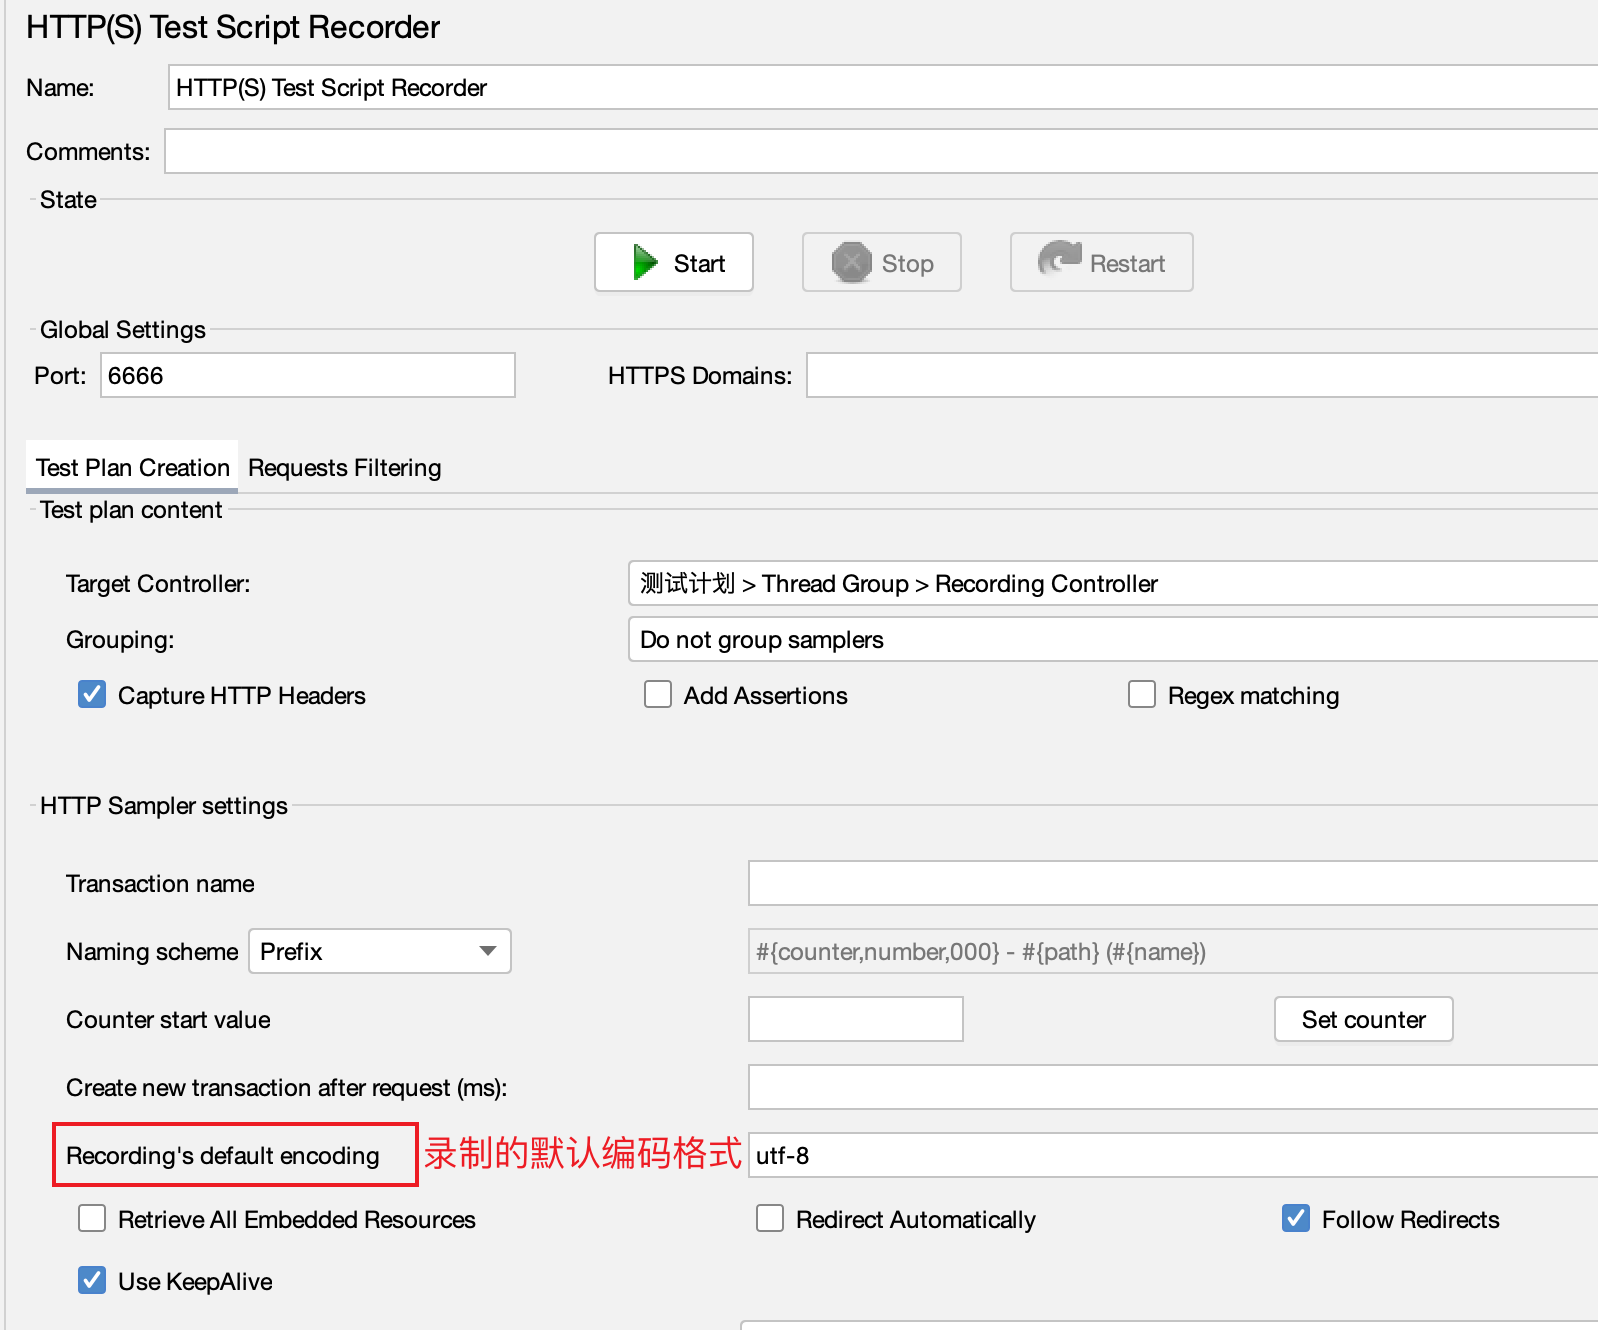 HTTP(S) Test Script Recorder
Name: HTTP(S) Test Script Recorder
Comments:
State
Start Stop Restart
Global Settings
Port: 6666 HTTPS Domains:
Test Plan Creation Requests Filtering
Test plan content
Target Controller: 测试计划 > Thread Group > Recording Controller
Grouping: Do not group samplers
Capture HTTP Headers Add Assertions Regex matching
HTTP Sampler settings
Transaction name
Naming scheme Prefix #{counter,number,000} - #{path} (#{name})
Counter start value Set counter
Create new transaction after request (ms):
Recording's default encoding 录制的默认编码格式 utf-8
Retrieve All Embedded Resources Redirect Automatically Follow Redirects
Use KeepAlive